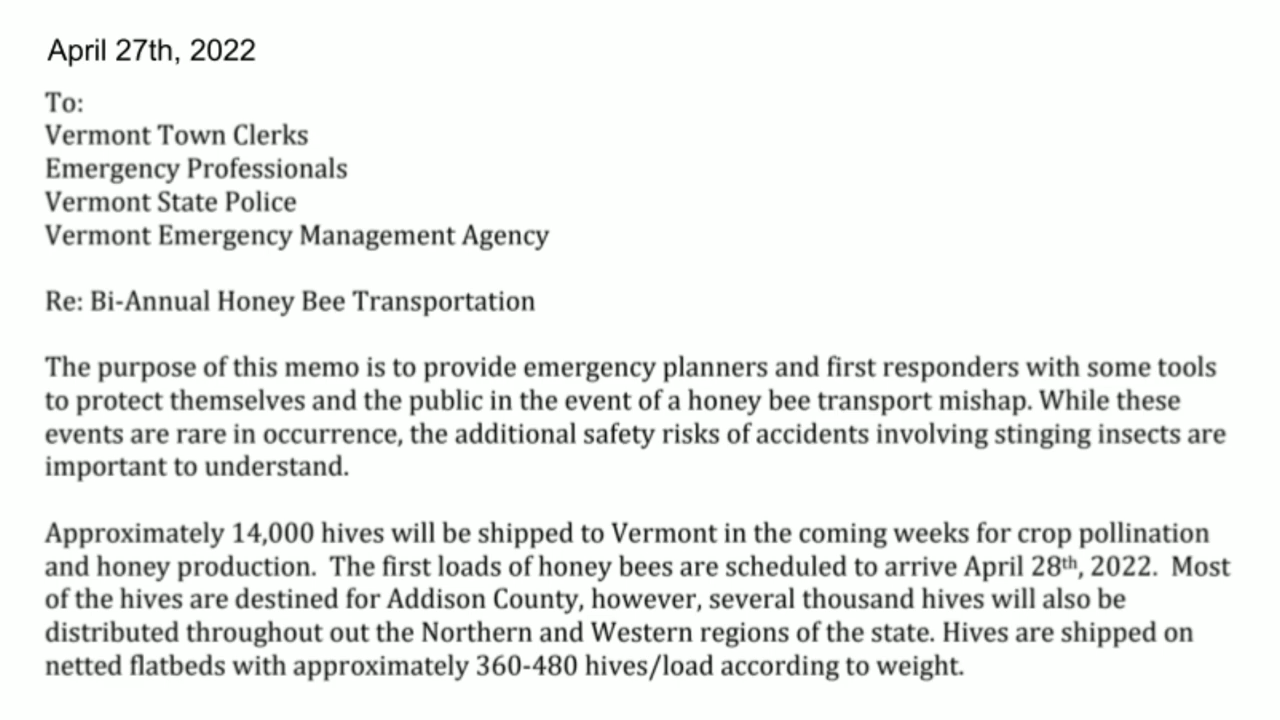 April 27th, 2022
To:
Vermont Town Clerks
Emergency Professionals
Vermont State Police
Vermont Emergency Management Agency
Re: Bi-Annual Honey Bee Transportation
The purpose of this memo is to provide emergency planners and first responders with some tools
to protect themselves and the public in the event of a honey bee transport mishap. While these
events are rare in occurrence, the additional safety risks of accidents involving stinging insects are
important to understand.
Approximately 14,000 hives will be shipped to Vermont in the coming weeks for crop pollination
and honey production.  The first loads of honey bees are scheduled to arrive April 28th, 2022.  Most
of the hives are destined for Addison County, however, several thousand hives will also be
distributed throughout out the Northern and Western regions of the state. Hives are shipped on
netted flatbeds with approximately 360-480 hives/load according to weight.